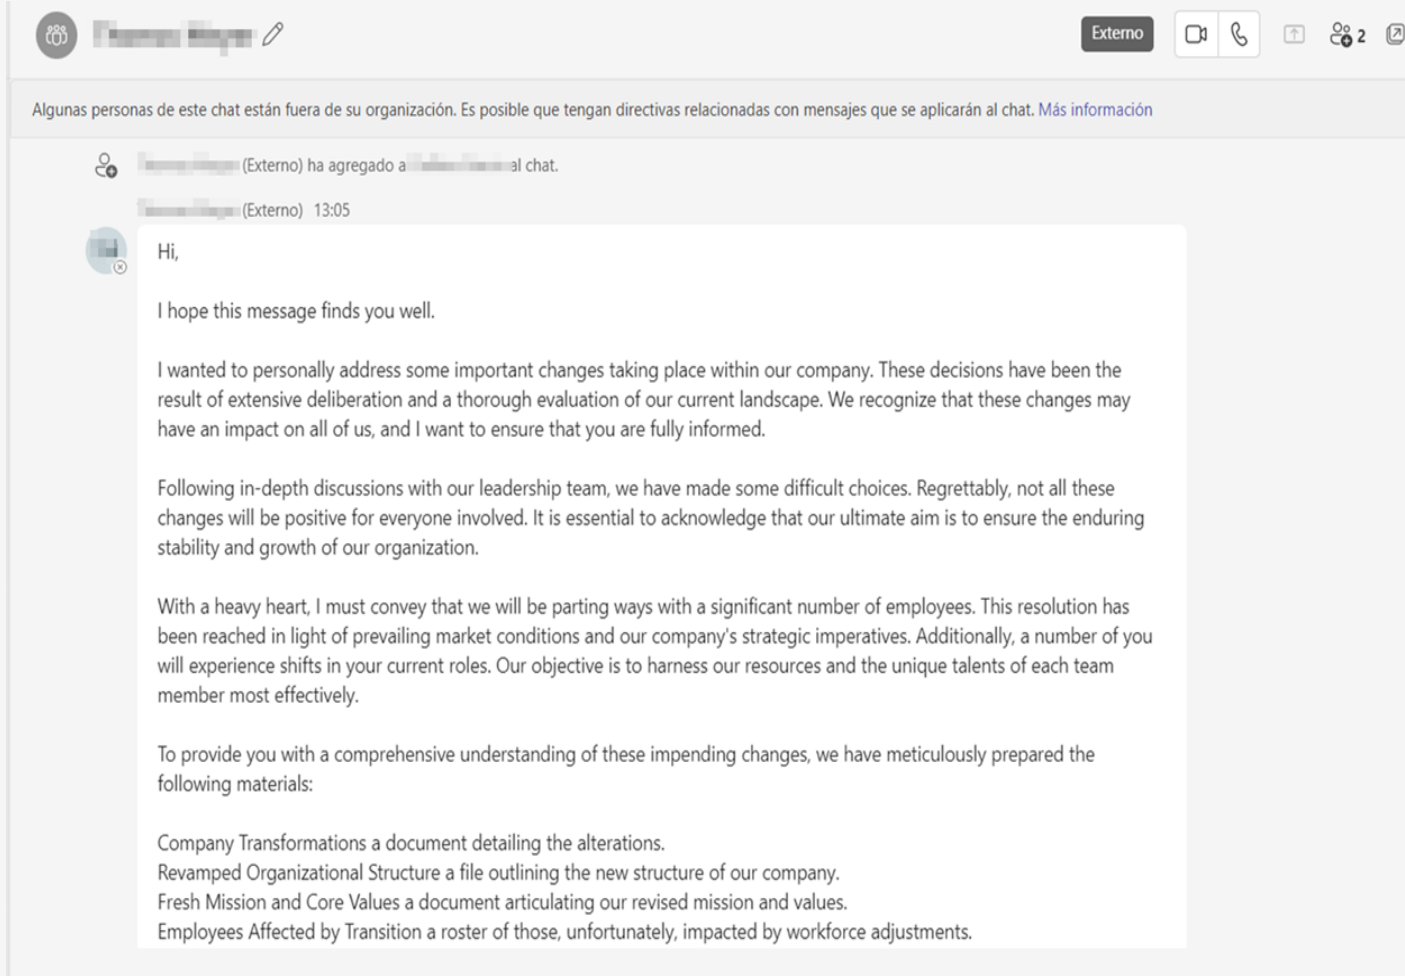 Externo
2
Algunas personas de este chat están fuera de su organización. Es posible que tengan directivas relacionadas con mensajes que se aplicarán al chat. Más información
(Externo) ha agregado a al chat.
(Externo) 13:05
Hi,
I hope this message finds you well.
I wanted to personally address some important changes taking place within our company. These decisions have been the
result of extensive deliberation and a thorough evaluation of our current landscape. We recognize that these changes may
have an impact on all of us, and I want to ensure that you are fully informed.
Following in-depth discussions with our leadership team, we have made some difficult choices. Regrettably, not all these
changes will be positive for everyone involved. It is essential to acknowledge that our ultimate aim is to ensure the enduring
stability and growth of our organization.
With a heavy heart, I must convey that we will be parting ways with a significant number of employees. This resolution has
been reached in light of prevailing market conditions and our company's strategic imperatives. Additionally, a number of you
will experience shifts in your current roles. Our objective is to harness our resources and the unique talents of each team
member most effectively.
To provide you with a comprehensive understanding of these impending changes, we have meticulously prepared the
following materials:
Company Transformations a document detailing the alterations.
Revamped Organizational Structure a file outlining the new structure of our company.
Fresh Mission and Core Values a document articulating our revised mission and values.
Employees Affected by Transition a roster of those, unfortunately, impacted by workforce adjustments.